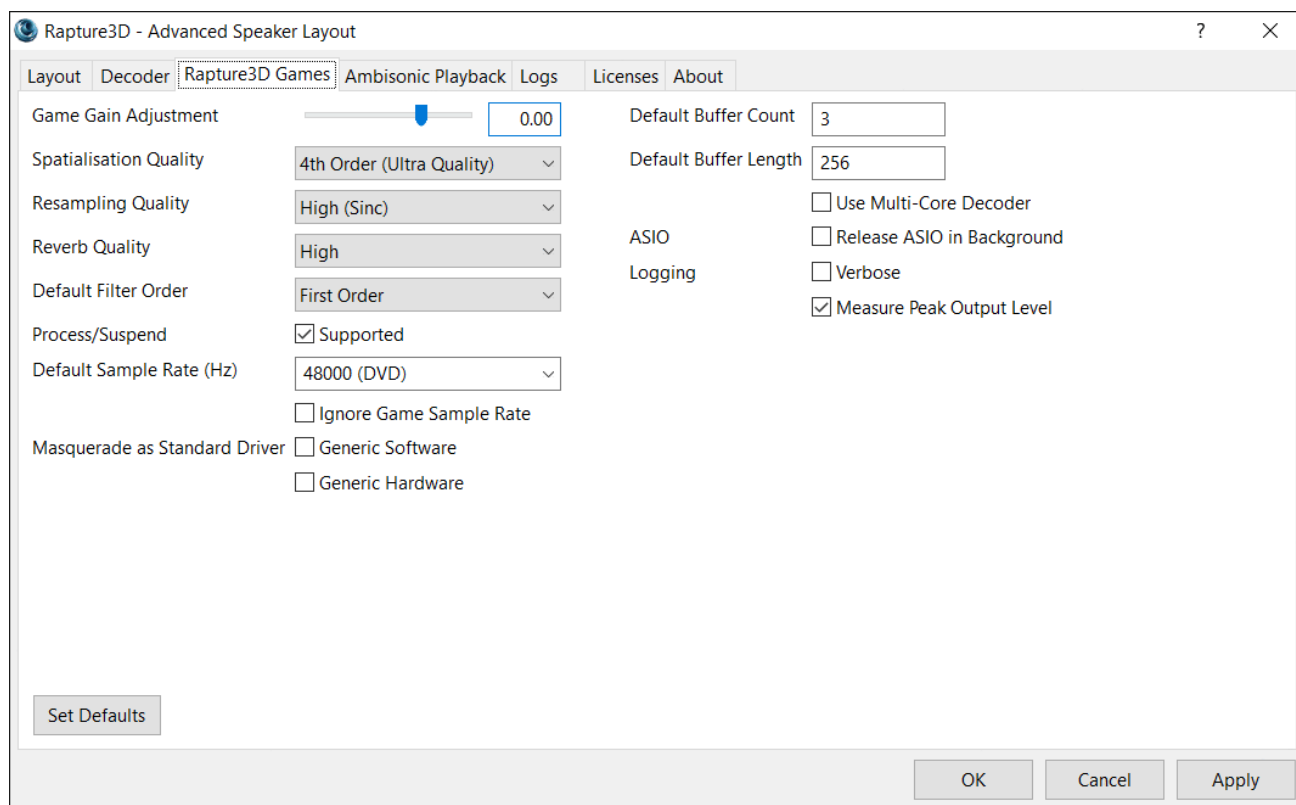 Rapture3D - Advanced Speaker Layout
?
Layout Decoder Rapture3D Games Ambisonic Playback Logs Licenses About
Game Gain Adjustment 0.00
Spatialisation Quality 4th Order (Ultra Quality)
Resampling Quality High (Sinc)
Reverb Quality High
Default Filter Order First Order
Process/Suspend Supported
Default Sample Rate (Hz) 48000 (DVD)
Ignore Game Sample Rate
Masquerade as Standard Driver Generic Software
Generic Hardware
Default Buffer Count 3
Default Buffer Length 256
Use Multi-Core Decoder
ASIO Release ASIO in Background
Logging Verbose
Measure Peak Output Level
Set Defaults
OK Cancel Apply